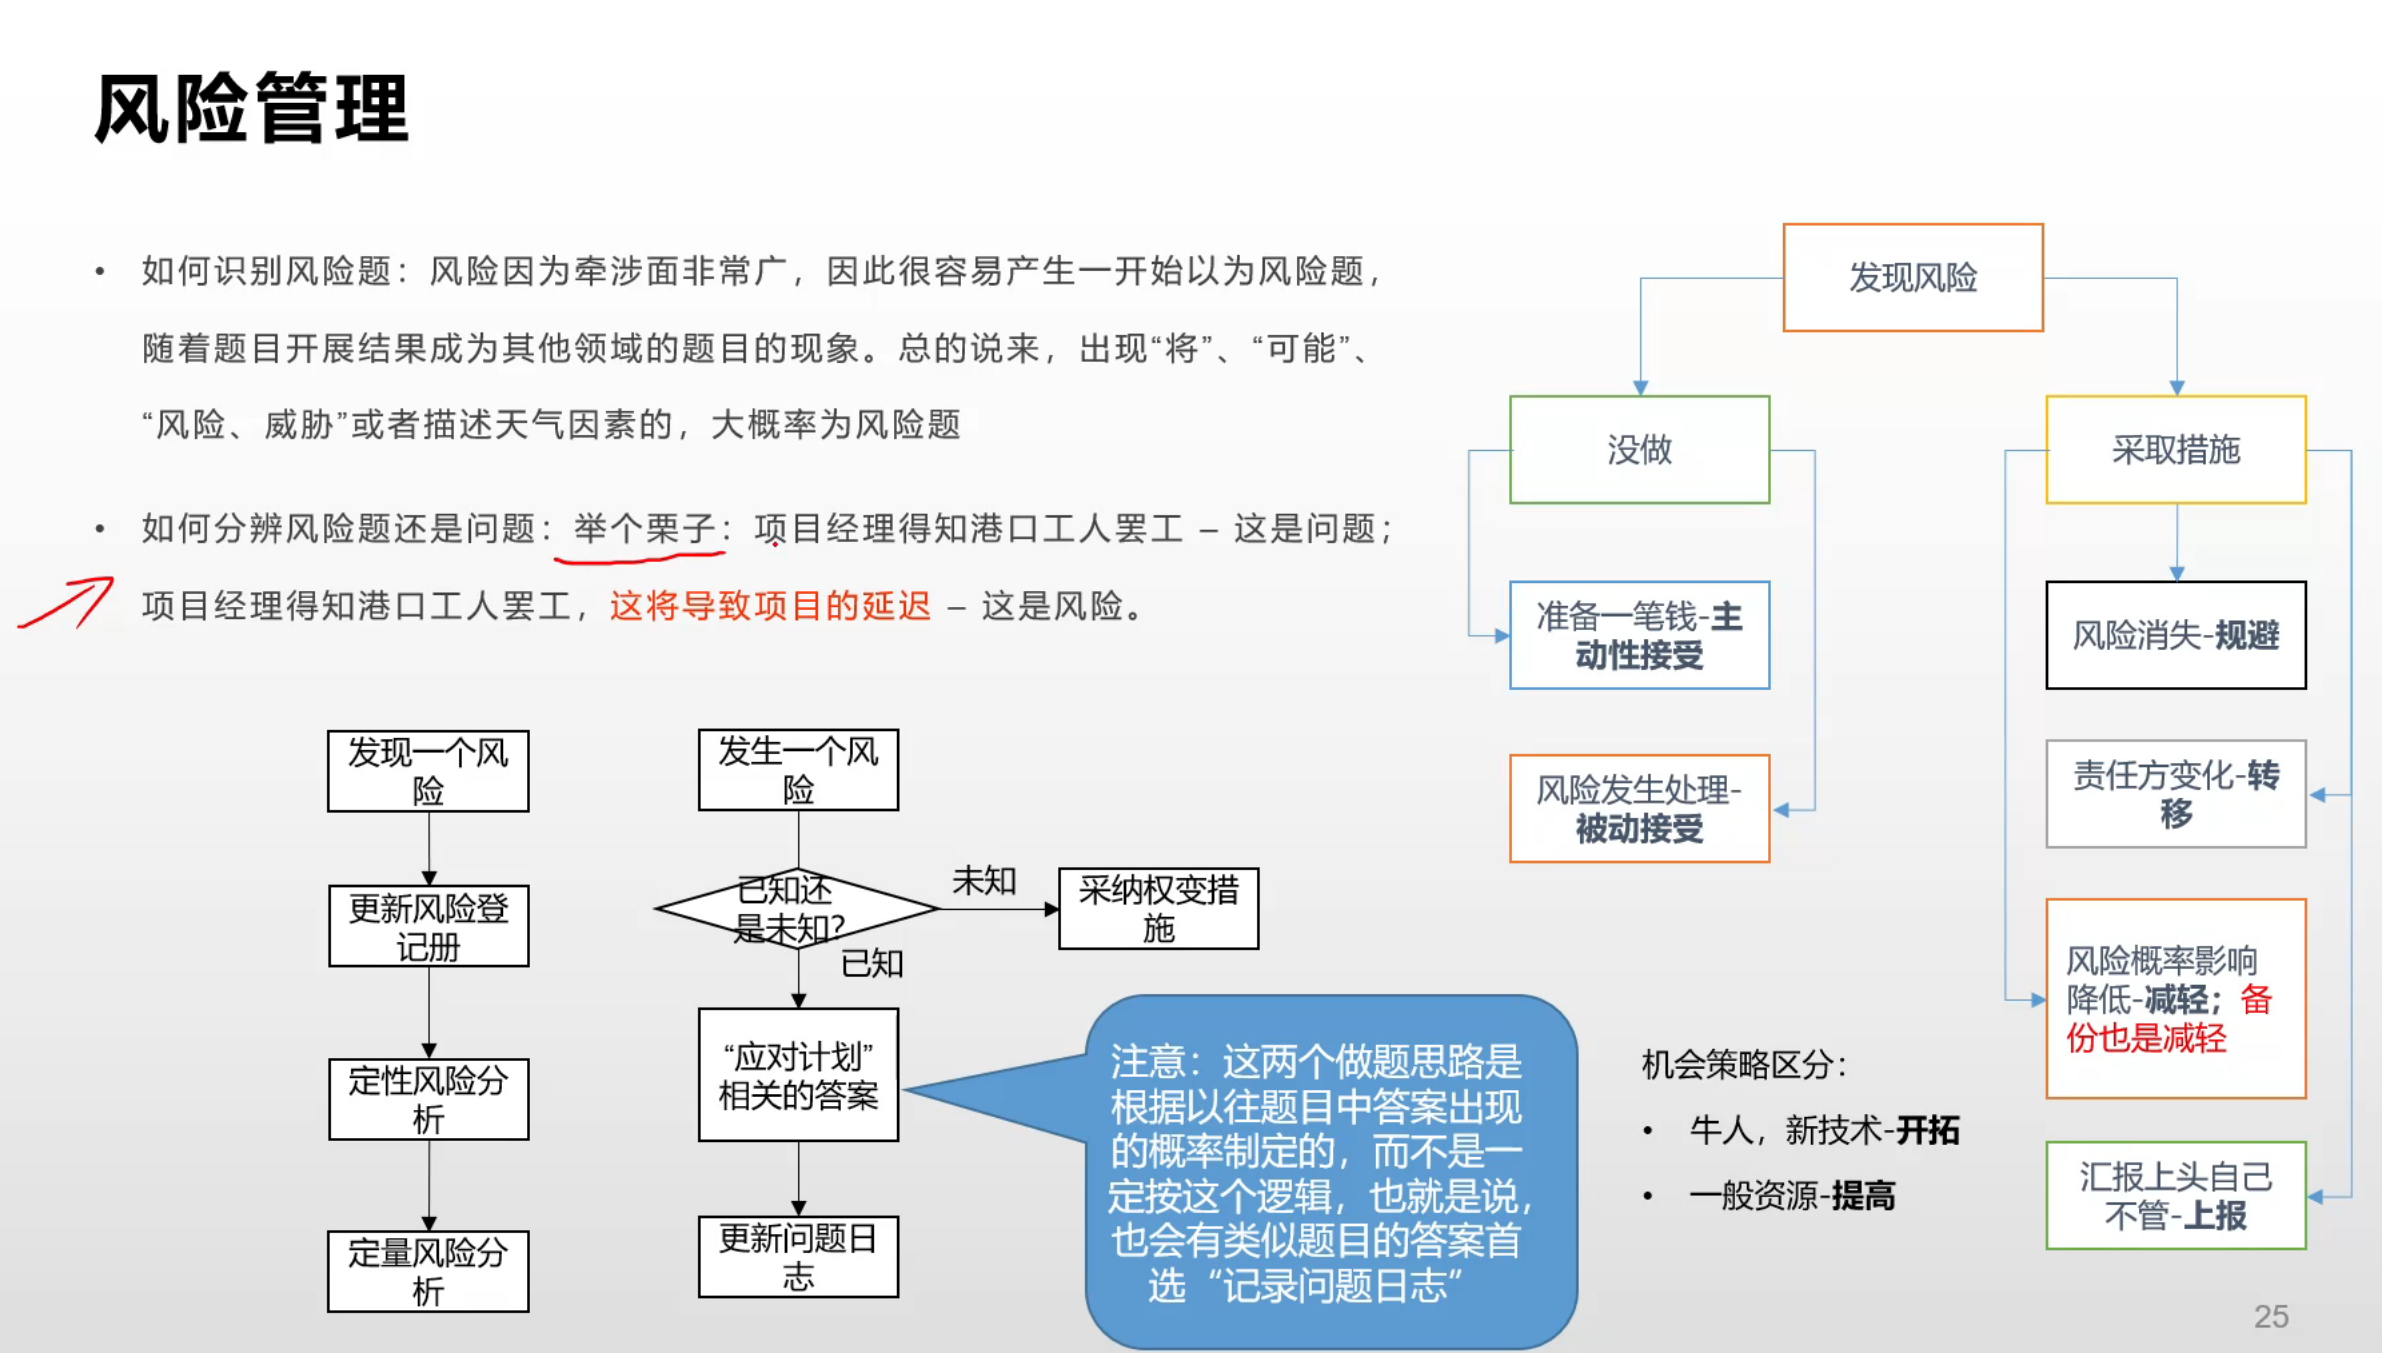 风险管理
• 如何识别风险题：风险因为牵涉面非常广，因此很容易产生一开始以为风险题，
随着题目开展结果成为其他领域的题目的现象。总的说来，出现“将”、“可能”、
“风险、威胁”或者描述天气因素的，大概率为风险题
• 如何分辨风险题还是问题：举个栗子：项目经理得知港口工人罢工 – 这是问题；
项目经理得知港口工人罢工，这将导致项目的延迟 – 这是风险。
发现一个风
险
更新风险登
记册
定性风险分
析
定量风险分
析
发生一个风
险
已知还
是未知？
未知
采纳权变措
施
已知
“应对计划”
相关的答案
更新问题日
志
注意：这两个做题思路是
根据以往题目中答案出现
的概率制定的，而不是一
定按这个逻辑，也就是说，
也会有类似题目的答案首
选“记录问题日志”
发现风险
没做
准备一笔钱-主
动性接受
风险发生处理-
被动接受
采取措施
风险消失-规避
责任方变化-转
移
风险概率影响
降低-减轻；备
份也是减轻
汇报上头自己
不管-上报
机会策略区分：
• 牛人，新技术-开拓
• 一般资源-提高
25